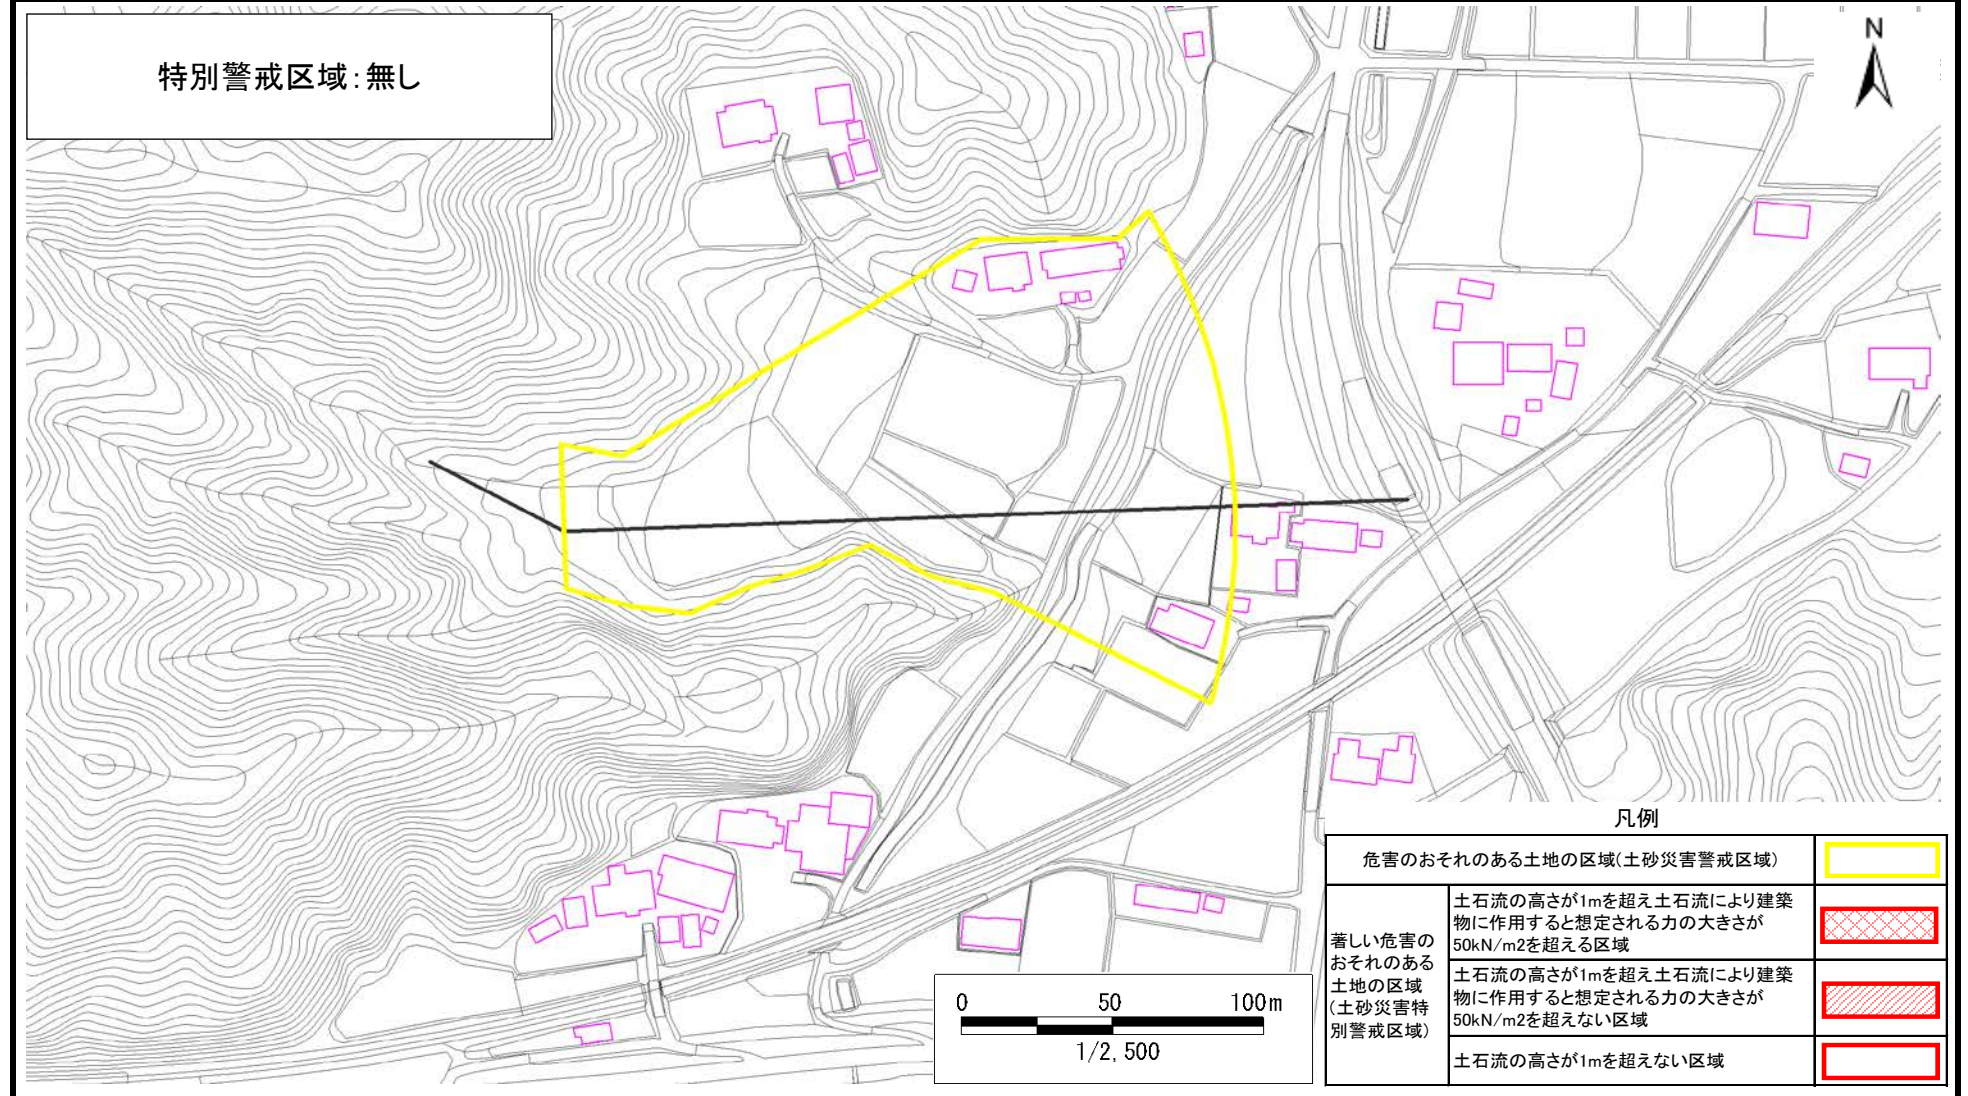 特別警戒区域：無し
N
凡例
危害のおそれのある土地の区域(土砂災害警戒区域)
著しい危害の
おそれのある
土地の区域
(土砂災害特
別警戒区域)
土石流の高さが1mを超え土石流により建築
物に作用すると想定される力の大きさが
50kN/m2を超える区域
土石流の高さが1mを超え土石流により建築
物に作用すると想定される力の大きさが
50kN/m2を超えない区域
土石流の高さが1mを超えない区域
0 50 100m
1/2,500